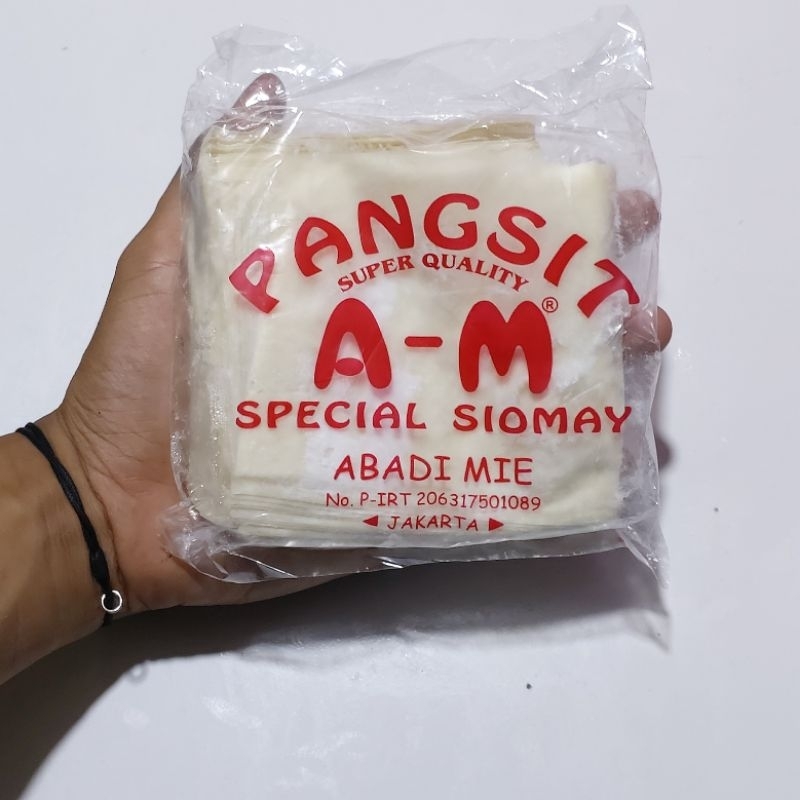 PANGSIT
SUPER QUALITY
A-M®
SPECIAL SIOMAY
ABADI MIE
No. P-IRT 206317501089
◄ JAKARTA ►